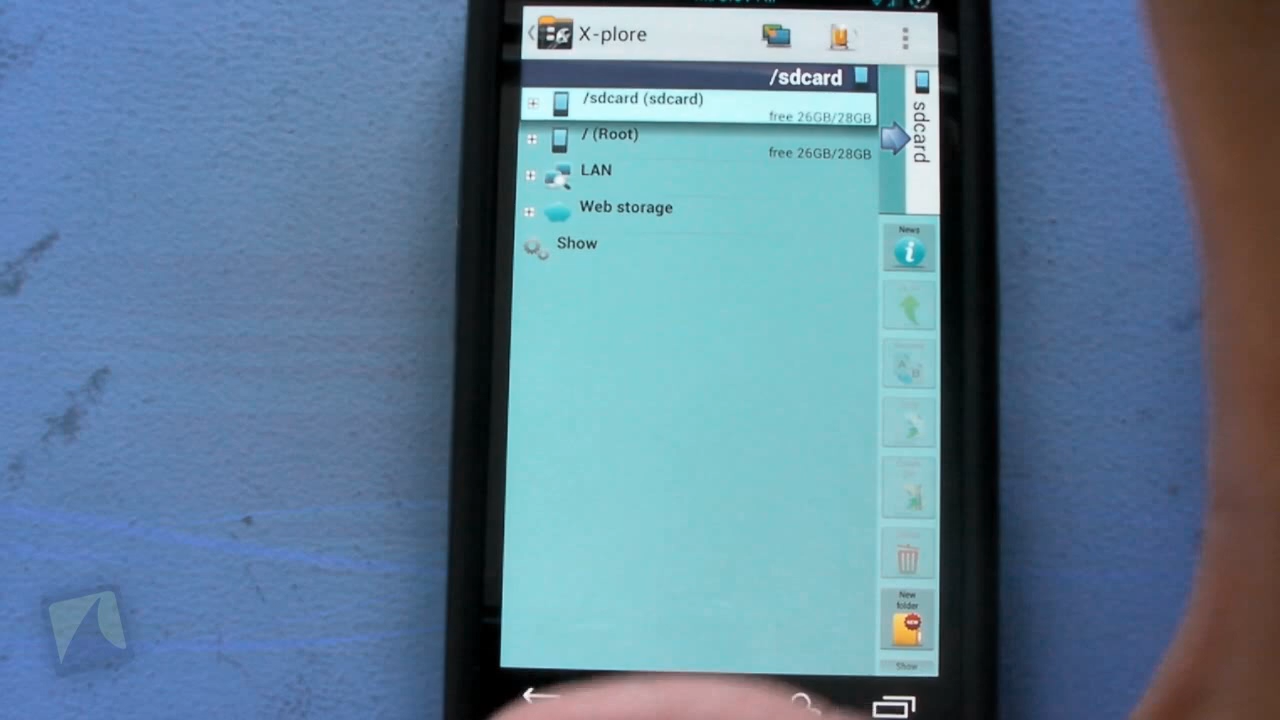 X-plore
/sdcard
/sdcard (sdcard)
free 26GB/28GB
/ (Root)
free 26GB/28GB
LAN
Web storage
Show
sdcard
News
New
folder
NEW
Show